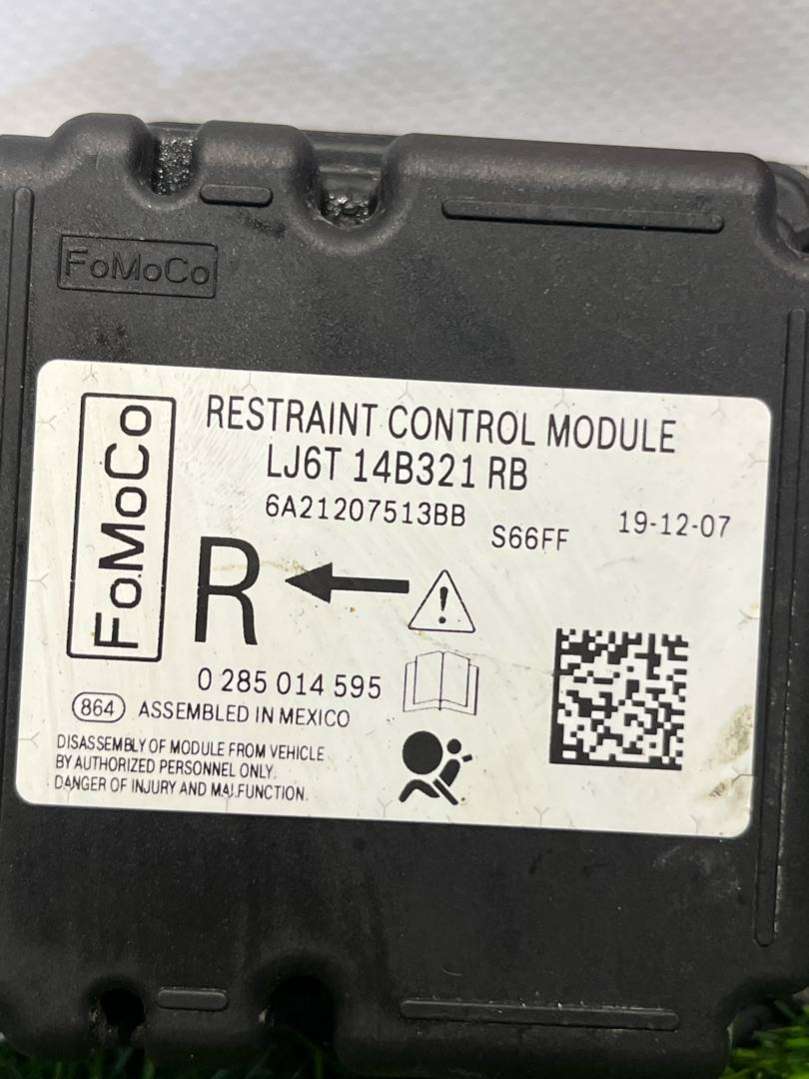 FoMoCo
FoMoCo
RESTRAINT CONTROL MODULE
LJ6T 14B321 RB
6A21207513BB
S66FF
19-12-07
R
0 285 014 595
864 ASSEMBLED IN MEXICO
DISASSEMBLY OF MODULE FROM VEHICLE
BY AUTHORIZED PERSONNEL ONLY.
DANGER OF INJURY AND MALFUNCTION.